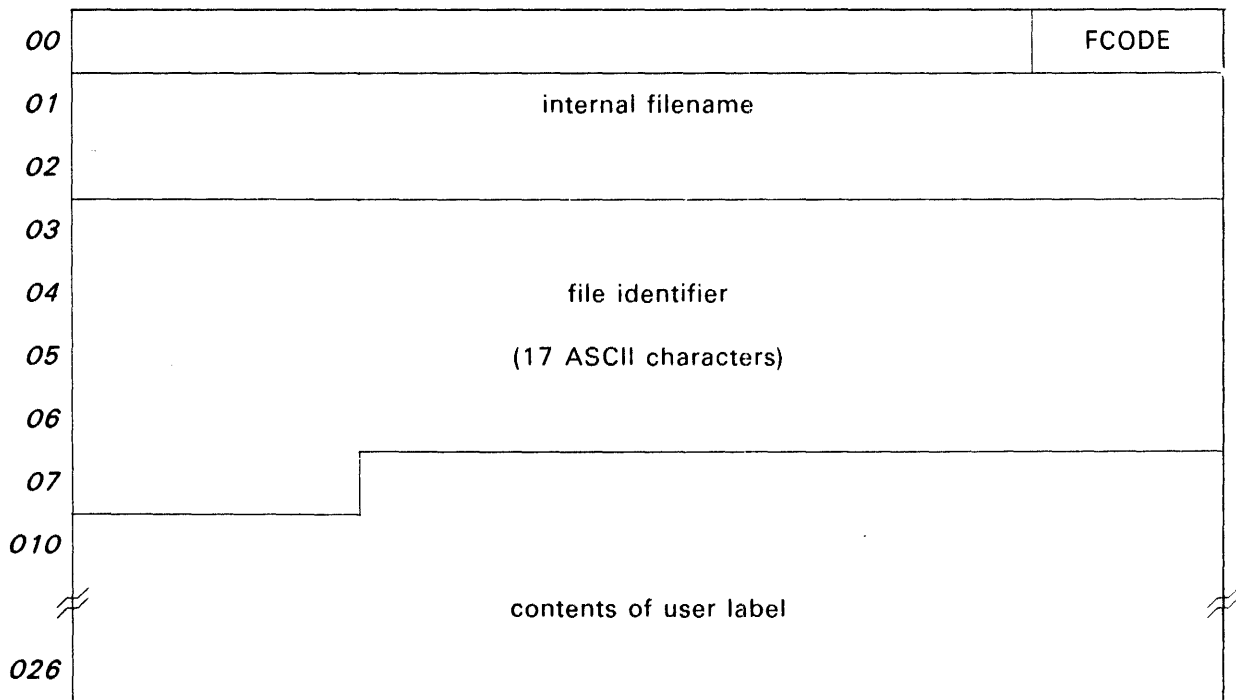 00 FCODE
01 internal filename
02
03
04 file identifier
05 (17 ASCII characters)
06
07
010
contents of user label
026